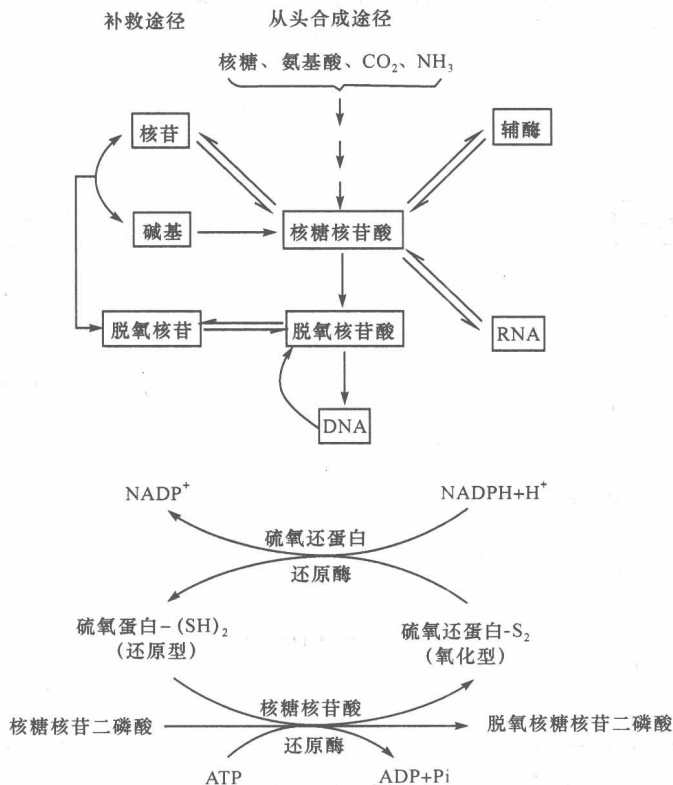 补救途径
从头合成途径
核糖、氨基酸、CO₂、NH₃
核苷
辅酶
碱基
核糖核苷酸
脱氧核苷
脱氧核苷酸
RNA
DNA
NADP⁺
NADPH+H⁺
硫氧还蛋白
还原酶
硫氧蛋白-(SH)₂
(还原型)
硫氧还蛋白-S₂
(氧化型)
核糖核苷二磷酸
核糖核苷酸
还原酶
脱氧核糖核苷二磷酸
ATP
ADP+Pi